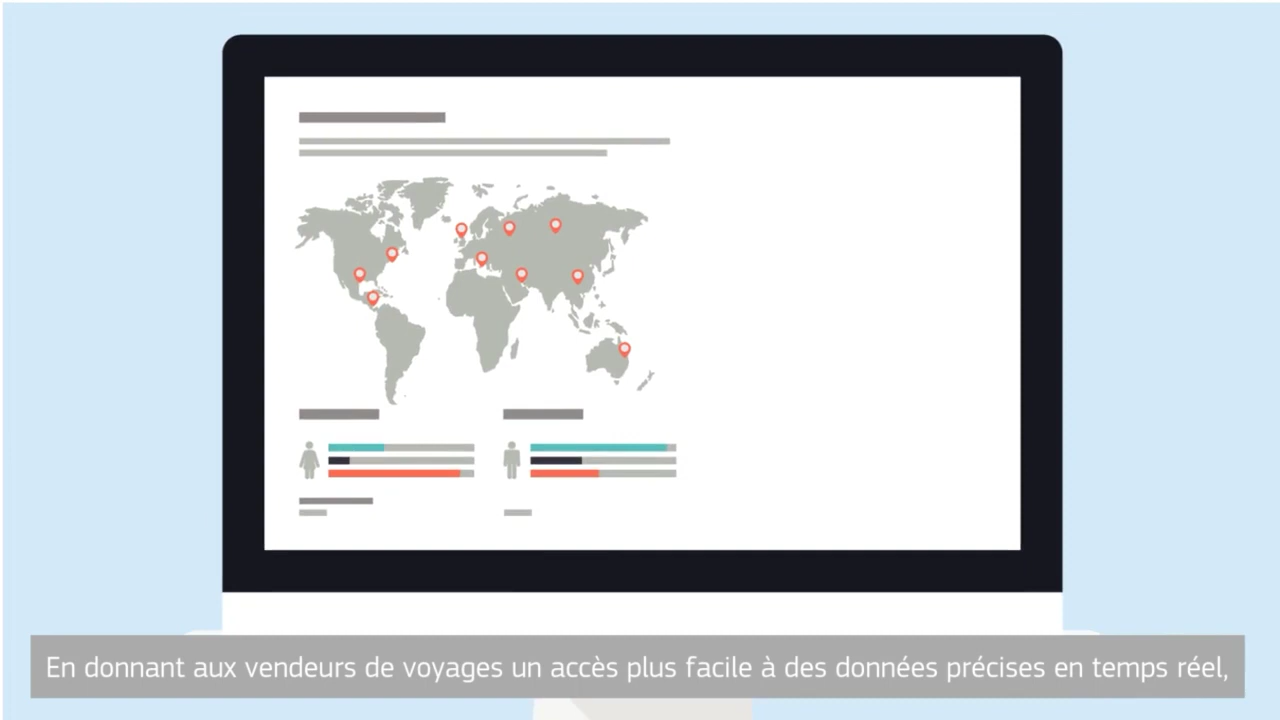 En donnant aux vendeurs de voyages un accès plus facile à des données précises en temps réel,